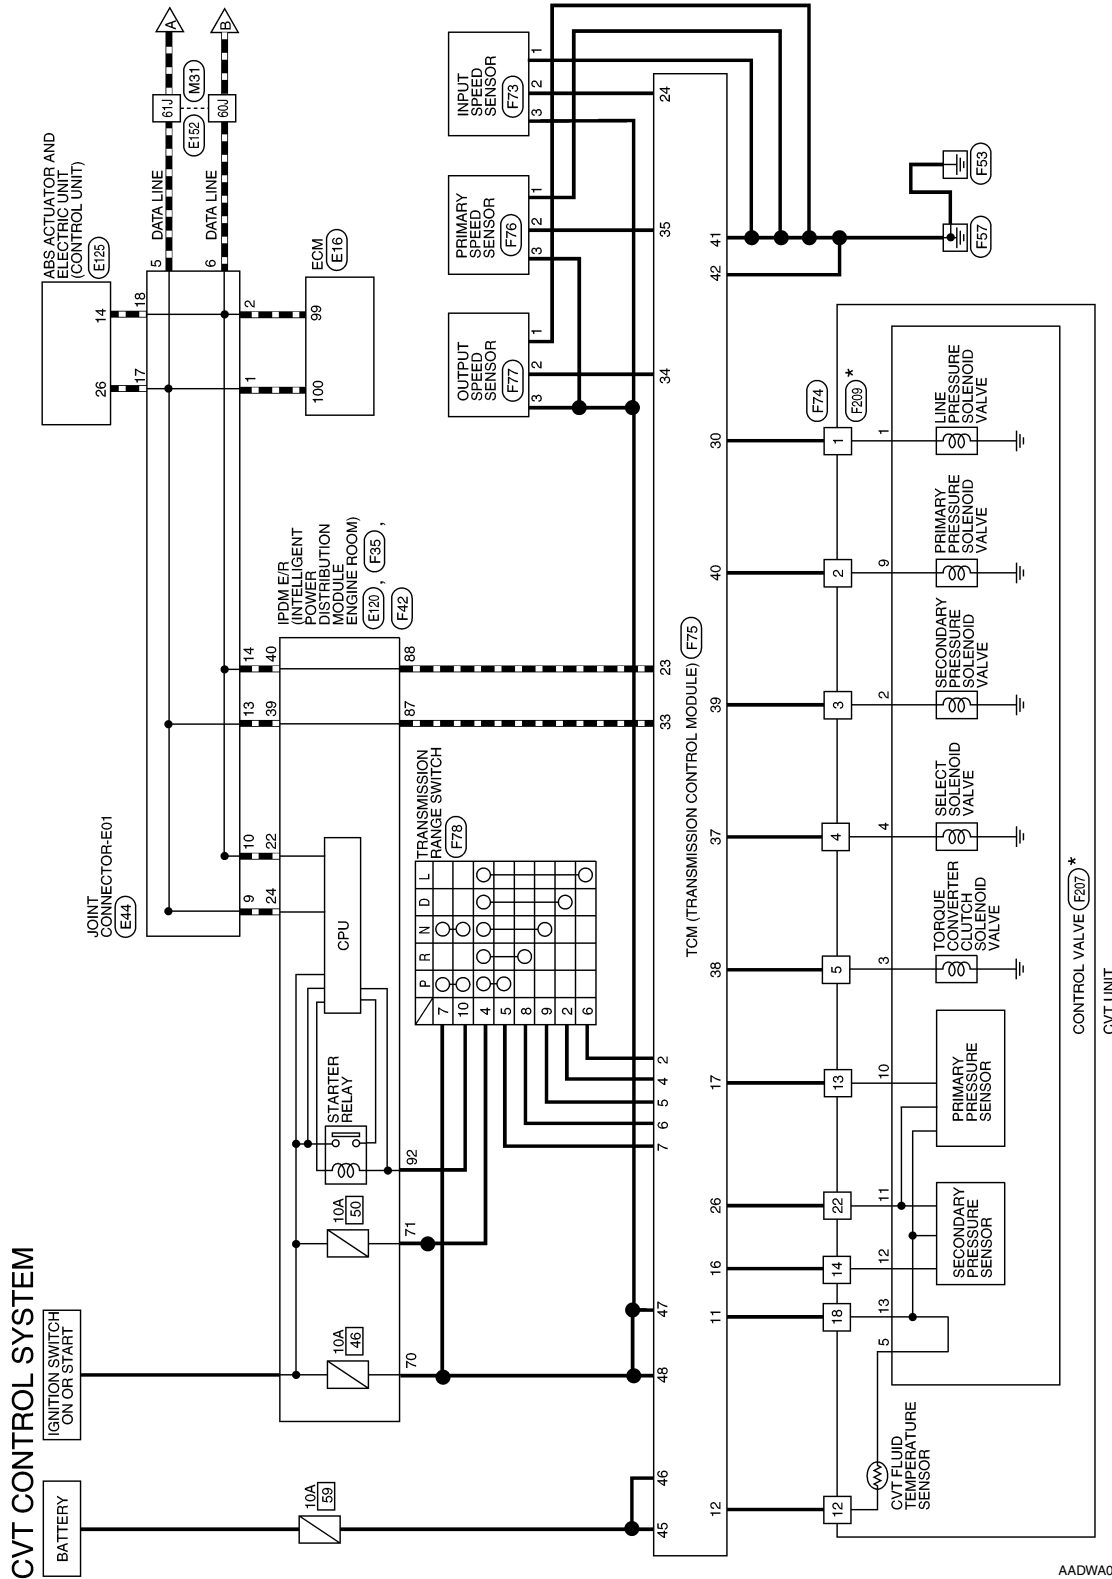 CVT CONTROL SYSTEM
BATTERY
IGNITION SWITCH
ON OR START
10A
59
10A
46
10A
50
70
71
92
STARTER
RELAY
CPU
IPDM E/R
(INTELLIGENT
POWER
DISTRIBUTION
MODULE
ENGINE ROOM)
E120 , F35 ,
F42
JOINT
CONNECTOR-E01
E44
9
24
10
22
13
39
14
40
87
88
1
2
17
18
5
6
26
14
ABS ACTUATOR AND
ELECTRIC UNIT
(CONTROL UNIT)
E125
100
99
ECM
E16
DATA LINE
DATA LINE
61J
60J
E152
M31
A
B
TRANSMISSION
RANGE SWITCH
F78
P R N D L
7
10
4
5
8
9
2
6
OUTPUT
SPEED
SENSOR
F77
3 2 1
PRIMARY
SPEED
SENSOR
F76
3 2 1
INPUT
SPEED
SENSOR
F73
3 2 1
45
46
48
47
7
6
5
4
2
33
23
34
35
24
TCM (TRANSMISSION CONTROL MODULE) F75
12
11
16
26
17
38
37
39
40
30
42
41
F57
F53
12
18
14
22
13
5
4
3
2
1
F74
F209 *
5
13
12
11
10
3
4
2
9
1
CVT FLUID
TEMPERATURE
SENSOR
SECONDARY
PRESSURE
SENSOR
PRIMARY
PRESSURE
SENSOR
TORQUE
CONVERTER
CLUTCH
SOLENOID
VALVE
SELECT
SOLENOID
VALVE
SECONDARY
PRESSURE
SOLENOID
VALVE
PRIMARY
PRESSURE
SOLENOID
VALVE
LINE
PRESSURE
SOLENOID
VALVE
CONTROL VALVE F207 *
CVT UNIT
AADWA0